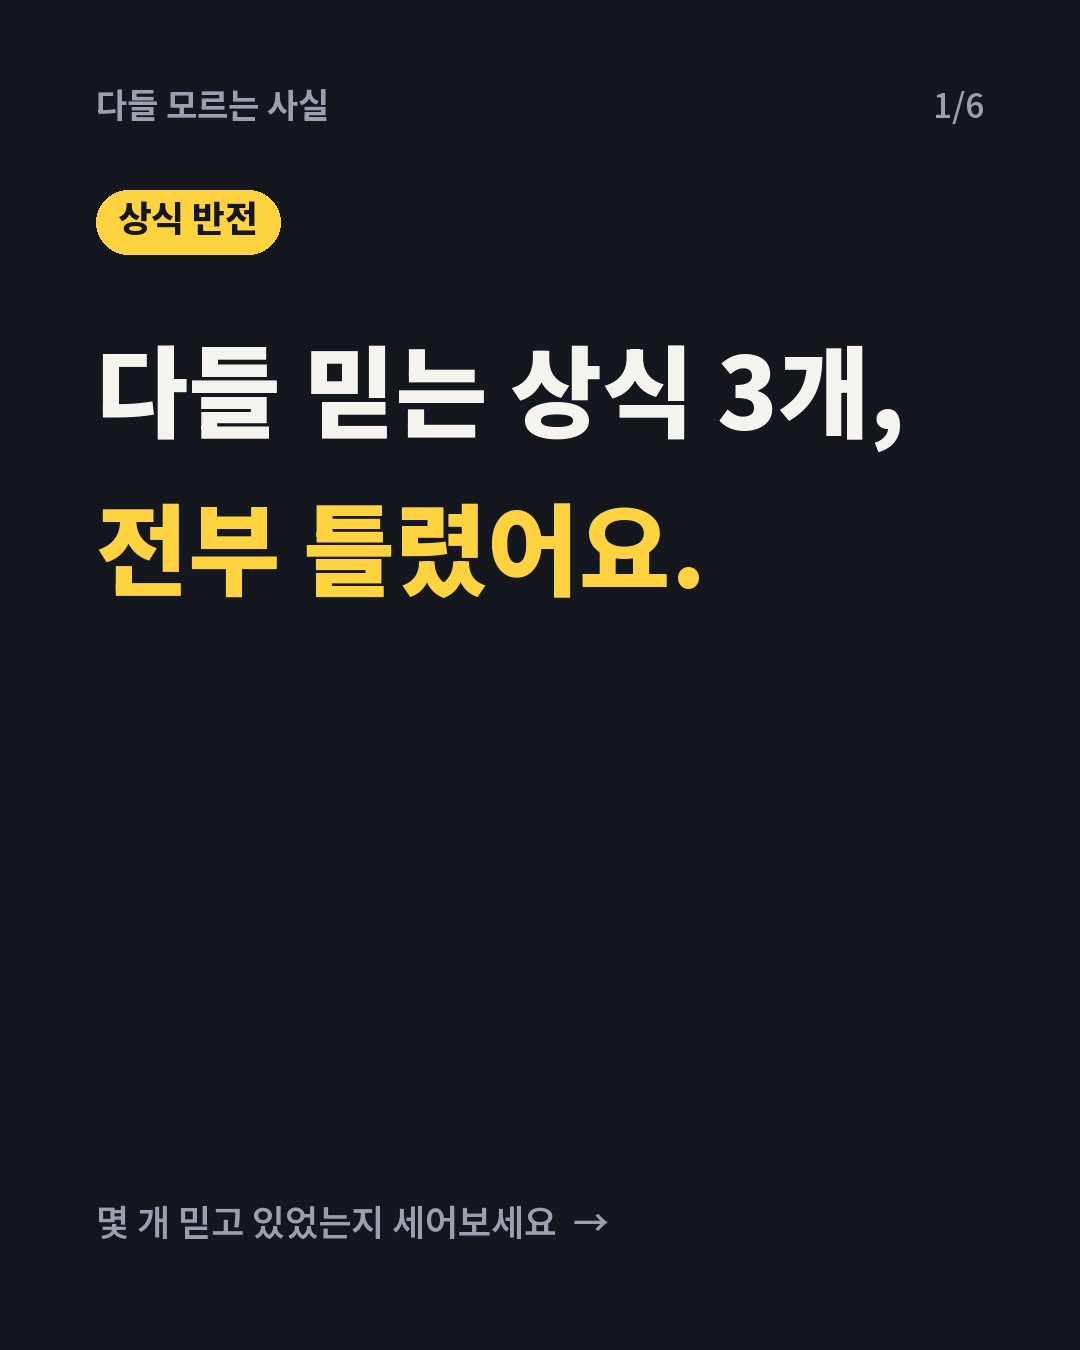 다들 모르는 사실
1/6
상식 반전
다들 믿는 상식 3개,
전부 틀렸어요.
몇 개 믿고 있었는지 세어보세요 →